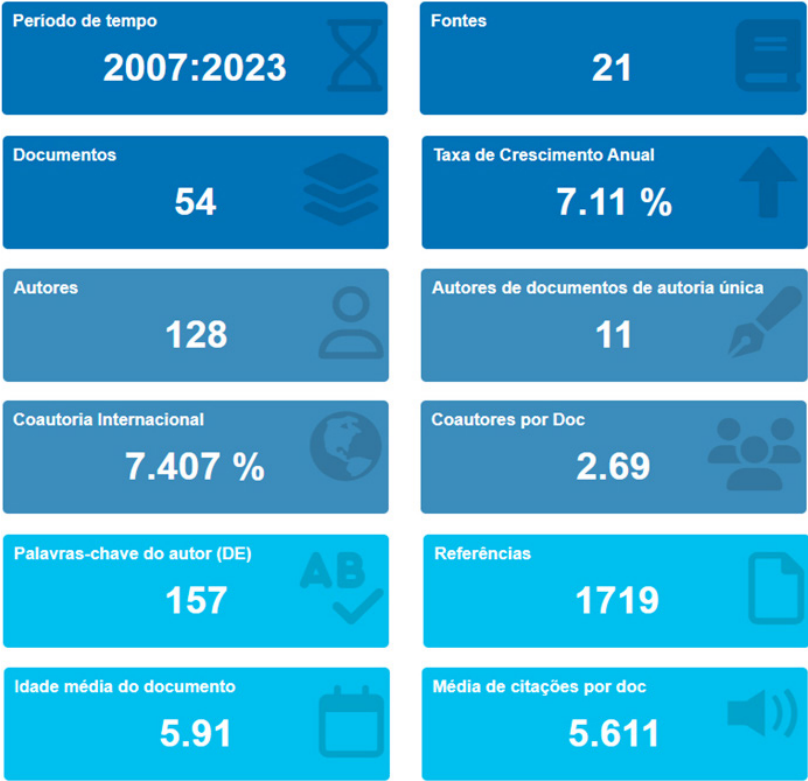 Período de tempo
2007:2023
Fontes
21
Documentos
54
Taxa de Crescimento Anual
7.11 %
Autores
128
Autores de documentos de autoria única
11
Coautoria Internacional
7.407 %
Coautores por Doc
2.69
Palavras-chave do autor (DE)
157
AB
Referências
1719
Idade média do documento
5.91
Média de citações por doc
5.611